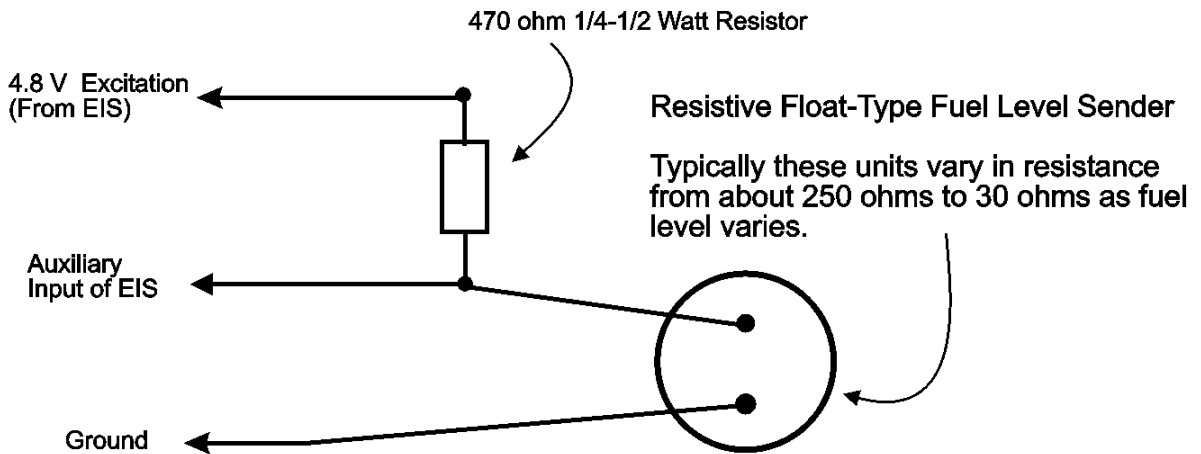 470 ohm 1/4-1/2 Watt Resistor
4.8 V Excitation
(From EIS)
Resistive Float-Type Fuel Level Sender
Typically these units vary in resistance
from about 250 ohms to 30 ohms as fuel
level varies.
Auxiliary
Input of EIS
Ground